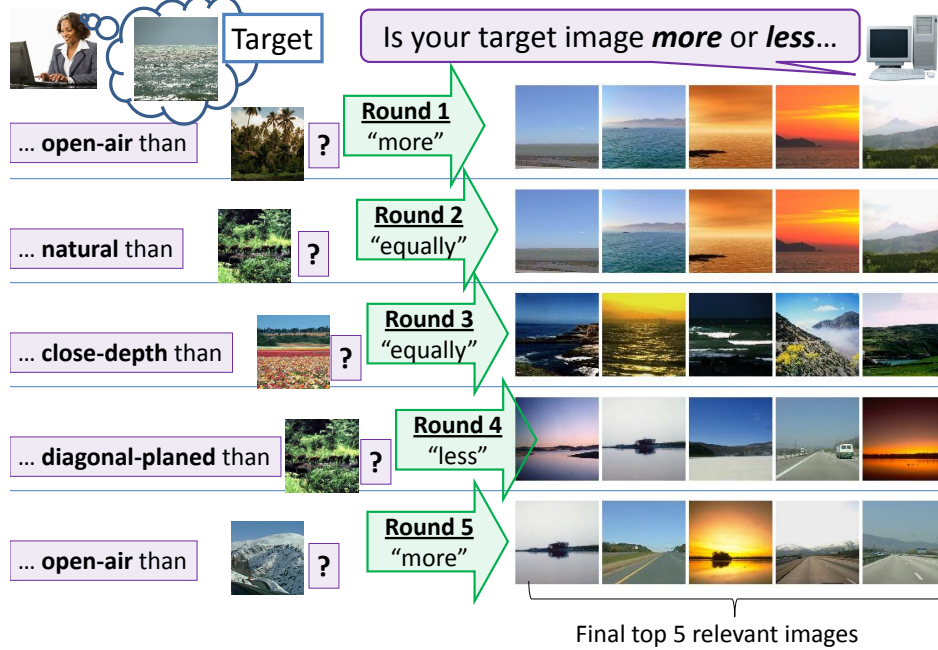 Target
Is your target image more or less…
… open-air than
?
Round 1
“more”
… natural than
?
Round 2
“equally”
… close-depth than
?
Round 3
“equally”
… diagonal-planed than
?
Round 4
“less”
… open-air than
?
Round 5
“more”
Final top 5 relevant images